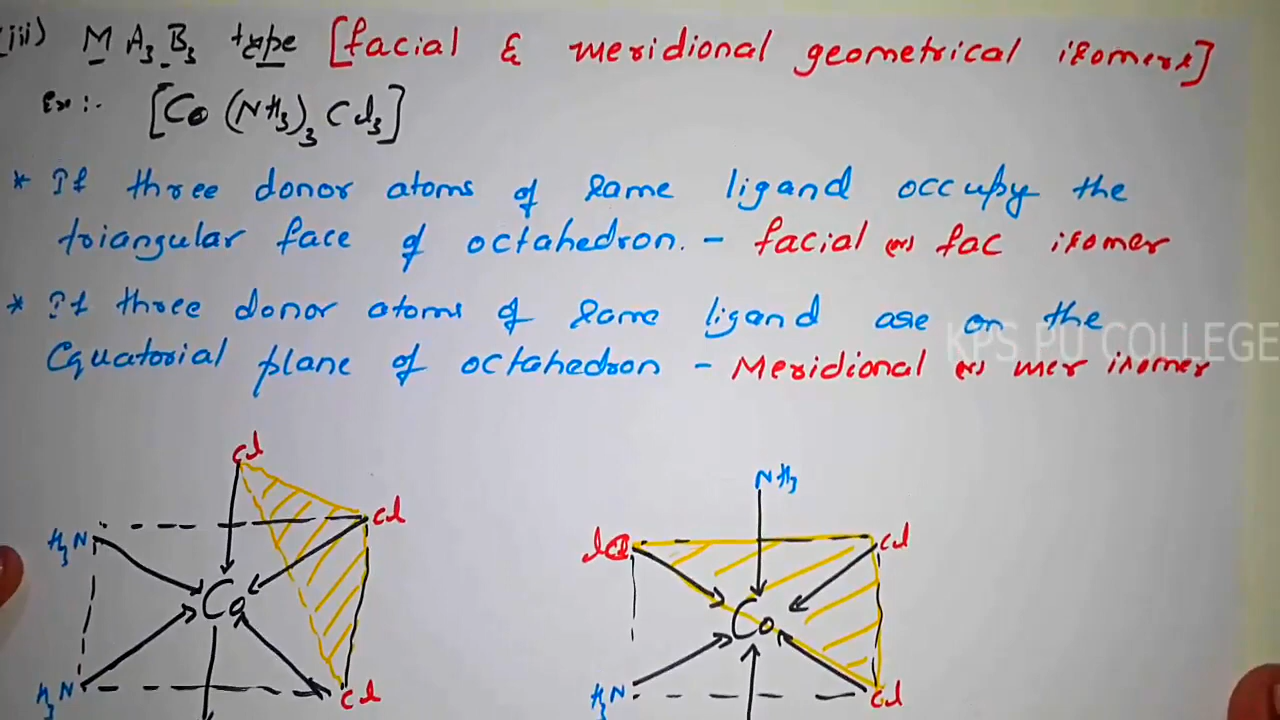 (iii) MA₃B₃ type [facial & meridional geometrical isomers]
Ex:- [Co(NH₃)₃Cl₃]
* If three donor atoms of same ligand occupy the
triangular face of octahedron. - facial (or) fac isomer
* If three donor atoms of same ligand are on the
Equatorial plane of octahedron - Meridional (or) mer isomer
KPS PU COLLEGE
Cl
Cl
H₃N
Co
H₃N
Cl
NH₃
Cl
Cl
Co
H₃N
Cl